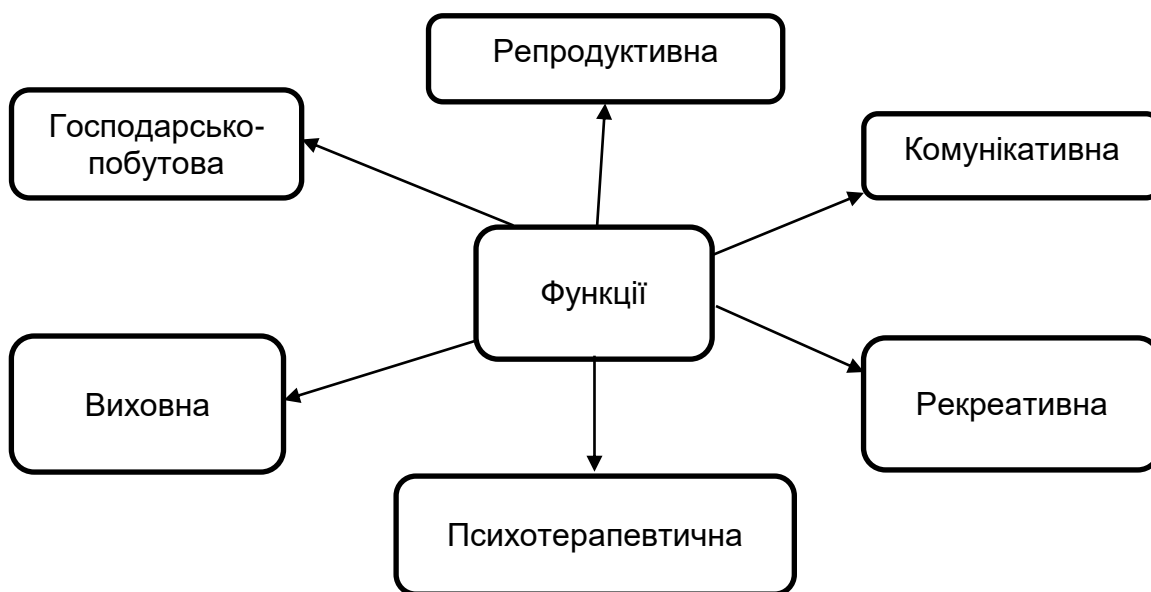 Репродуктивна
Господарсько-
побутова
Комунікативна
Функції
Виховна
Рекреативна
Психотерапевтична